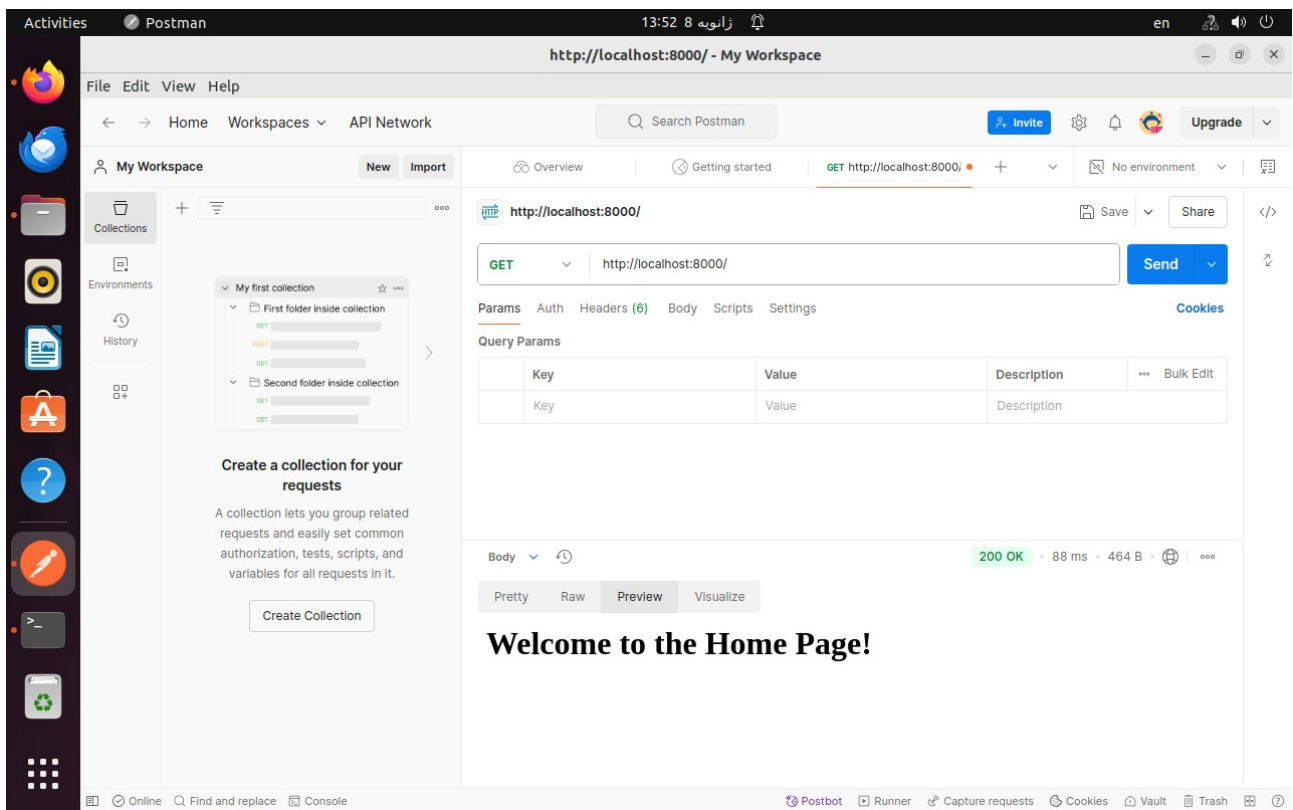 Activities Postman 13:52 8 ژانویه en
http://localhost:8000/ - My Workspace
File Edit View Help
Home Workspaces API Network Search Postman Invite Upgrade
My Workspace New Import Overview Getting started GET http://localhost:8000/ No environment
Collections
HTTP http://localhost:8000/ Save Share </>
Environments
GET http://localhost:8000/ Send
History
My first collection
First folder inside collection
GET
POST
GET
Second folder inside collection
GET
GET
Params Auth Headers (6) Body Scripts Settings Cookies
Query Params
Key Value Description Bulk Edit
Key Value Description
Create a collection for your
requests
A collection lets you group related
requests and easily set common
authorization, tests, scripts, and
variables for all requests in it.
Create Collection
Body 200 OK 88 ms 464 B
Pretty Raw Preview Visualize
Welcome to the Home Page!
Online Find and replace Console Postbot Runner Capture requests Cookies Vault Trash